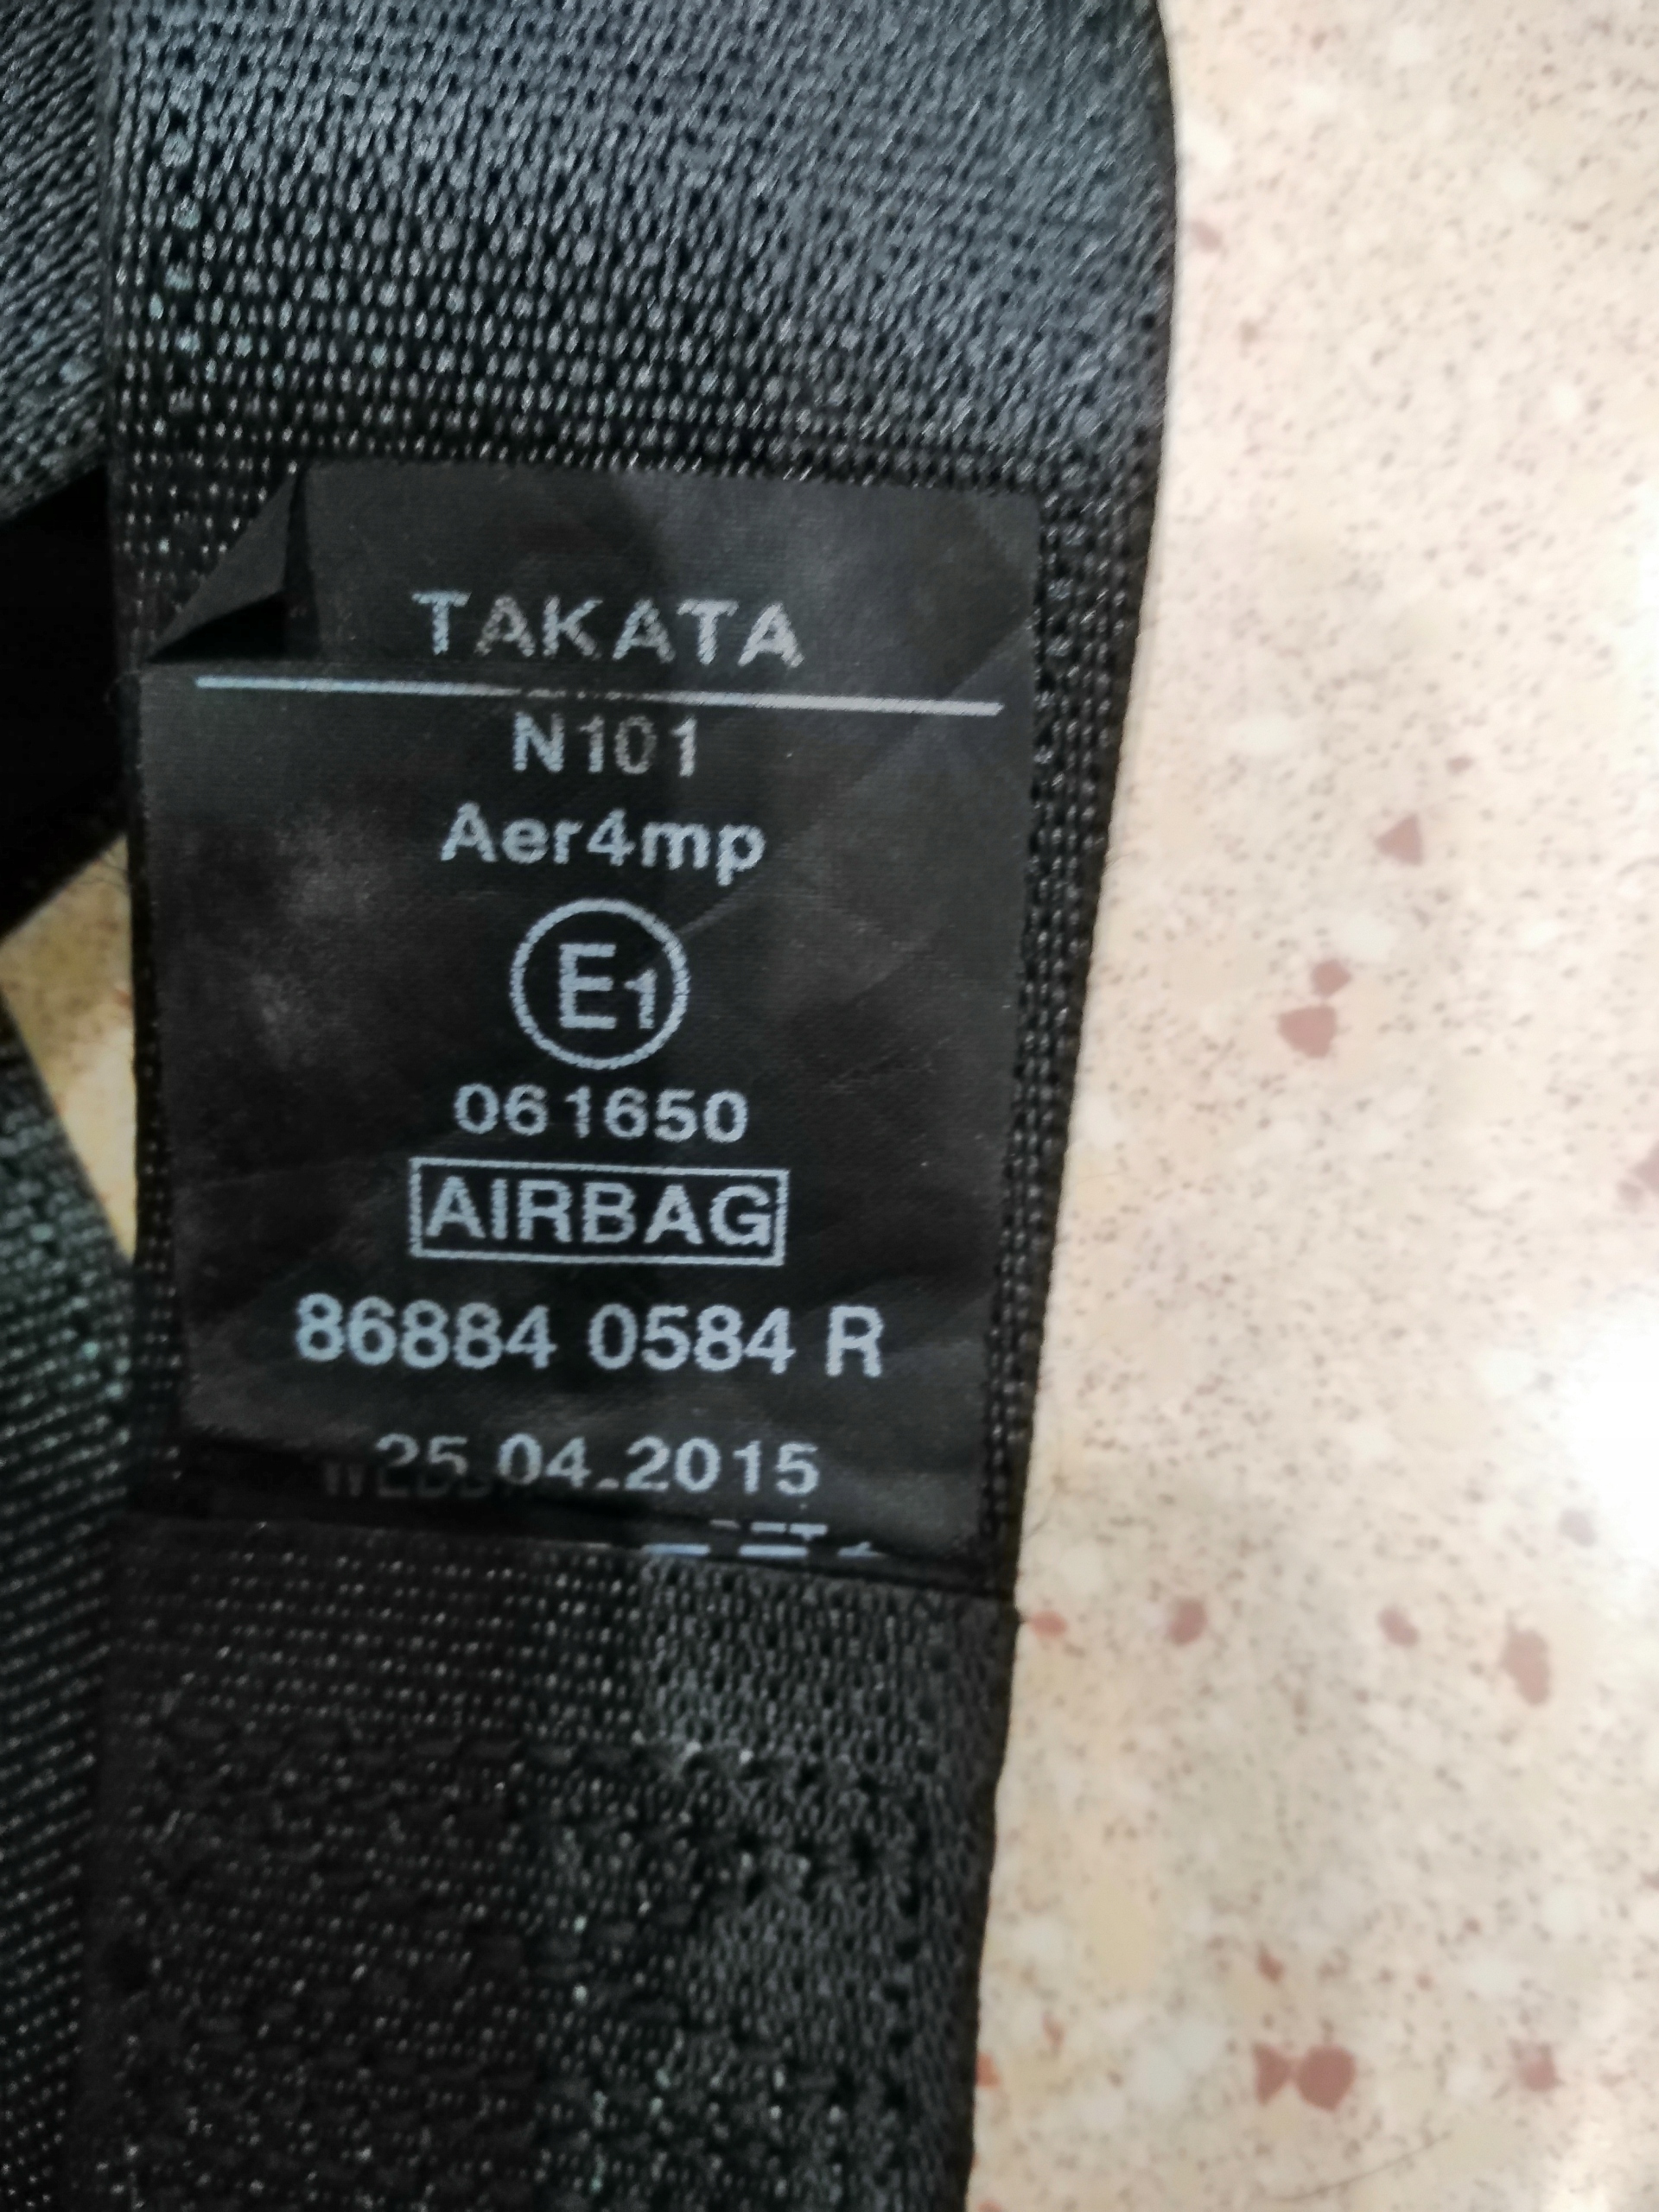 TAKATA
N101
Aer4mp
E1
061650
AIRBAG
86884 0584 R
25.04.2015